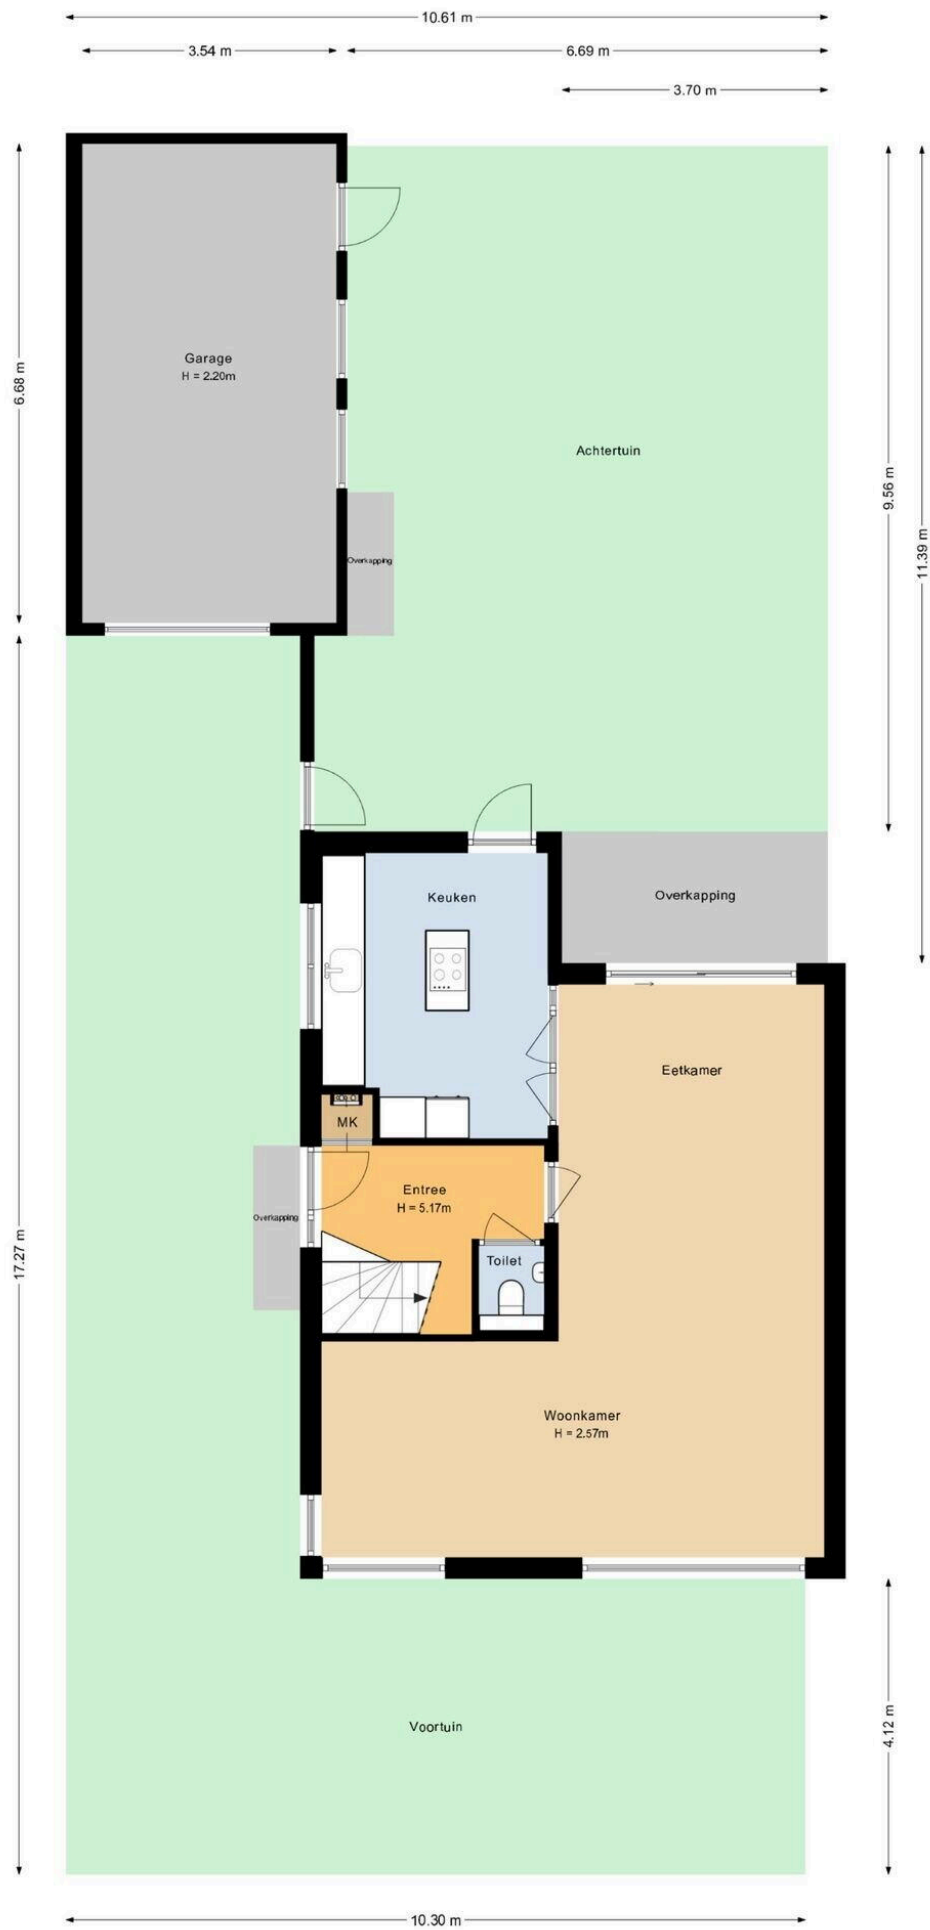 10.61 m
3.54 m
6.69 m
3.70 m
Garage
H = 2.20m
6.68 m
Achtertuin
9.56 m
11.39 m
Overkapping
Keuken
Overkapping
Eetkamer
MK
Entree
H = 5.17m
Overkapping
Toilet
17.27 m
Woonkamer
H = 2.57m
Voortuin
4.12 m
10.30 m